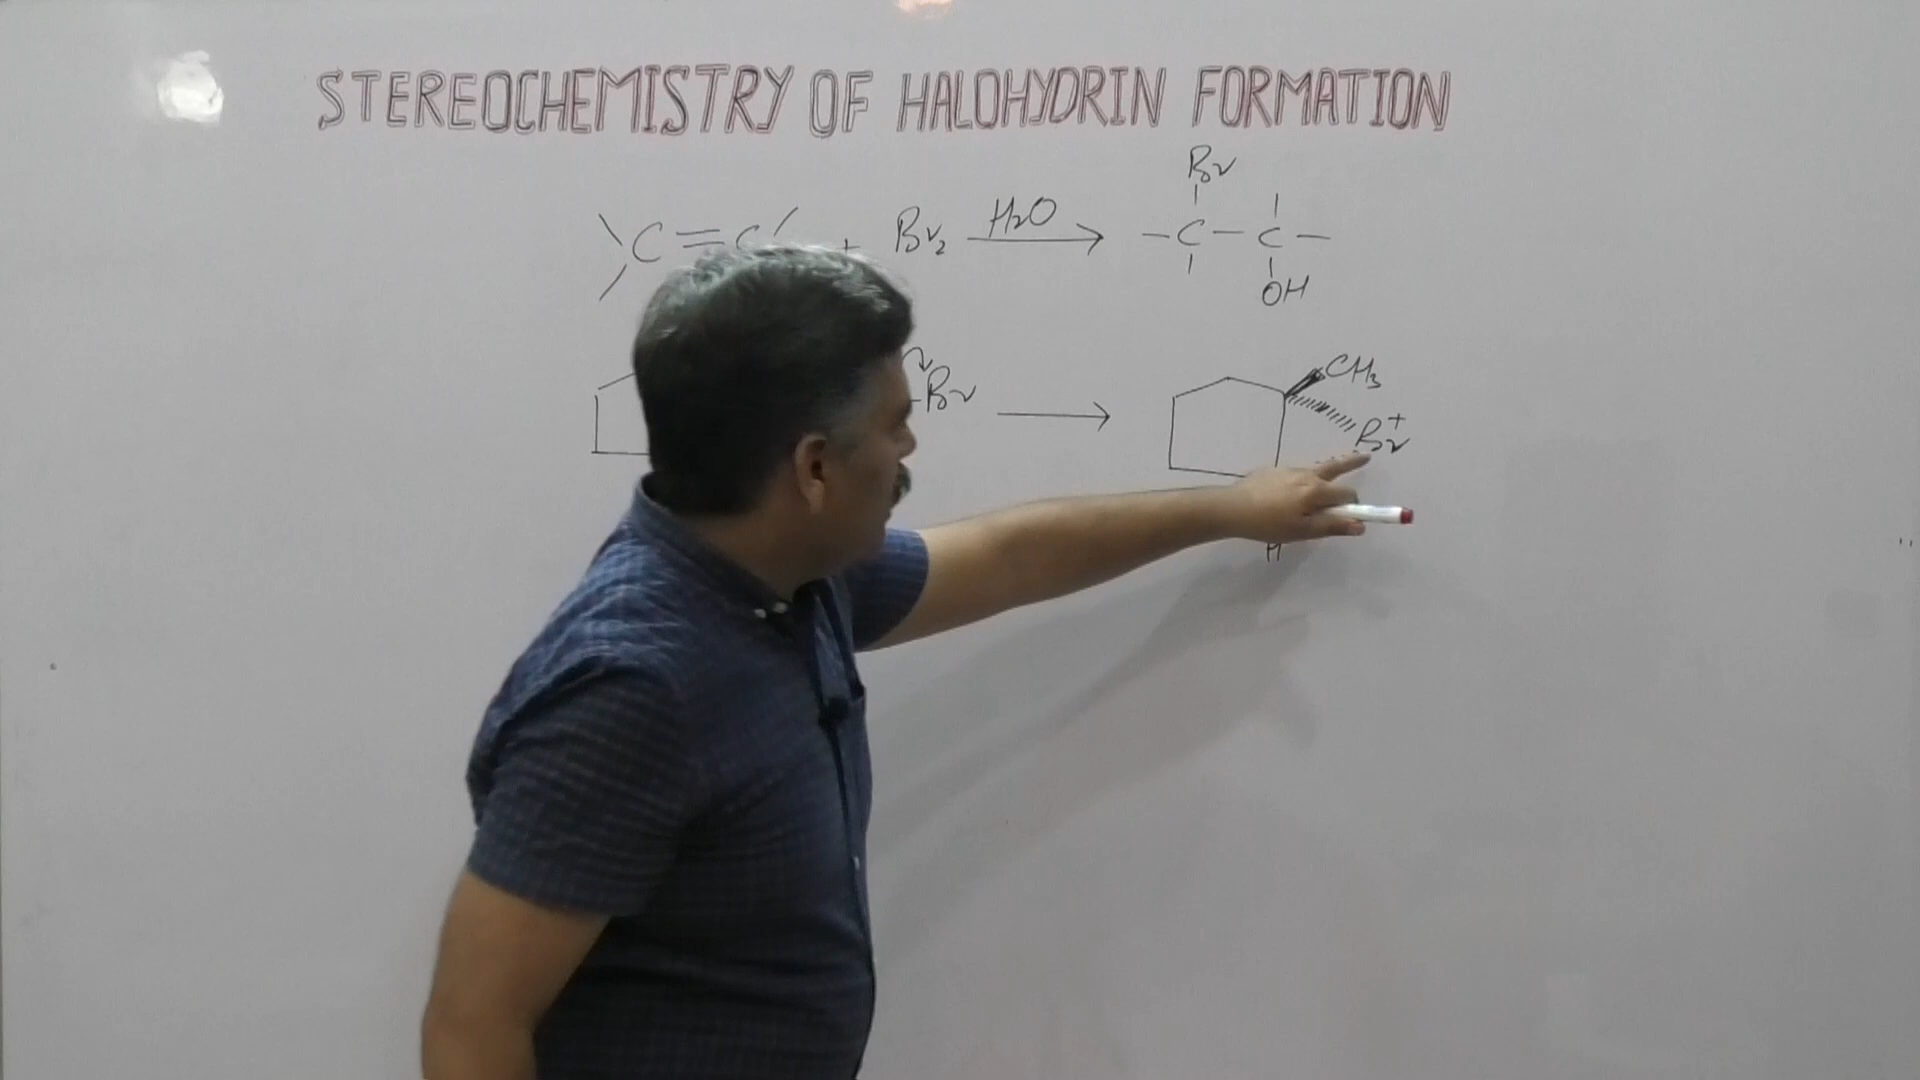 STEREOCHEMISTRY OF HALOHYDRIN FORMATION
C = C + Br2 H2O → - C - C -
Br
OH
Br → CH3
Br+
H